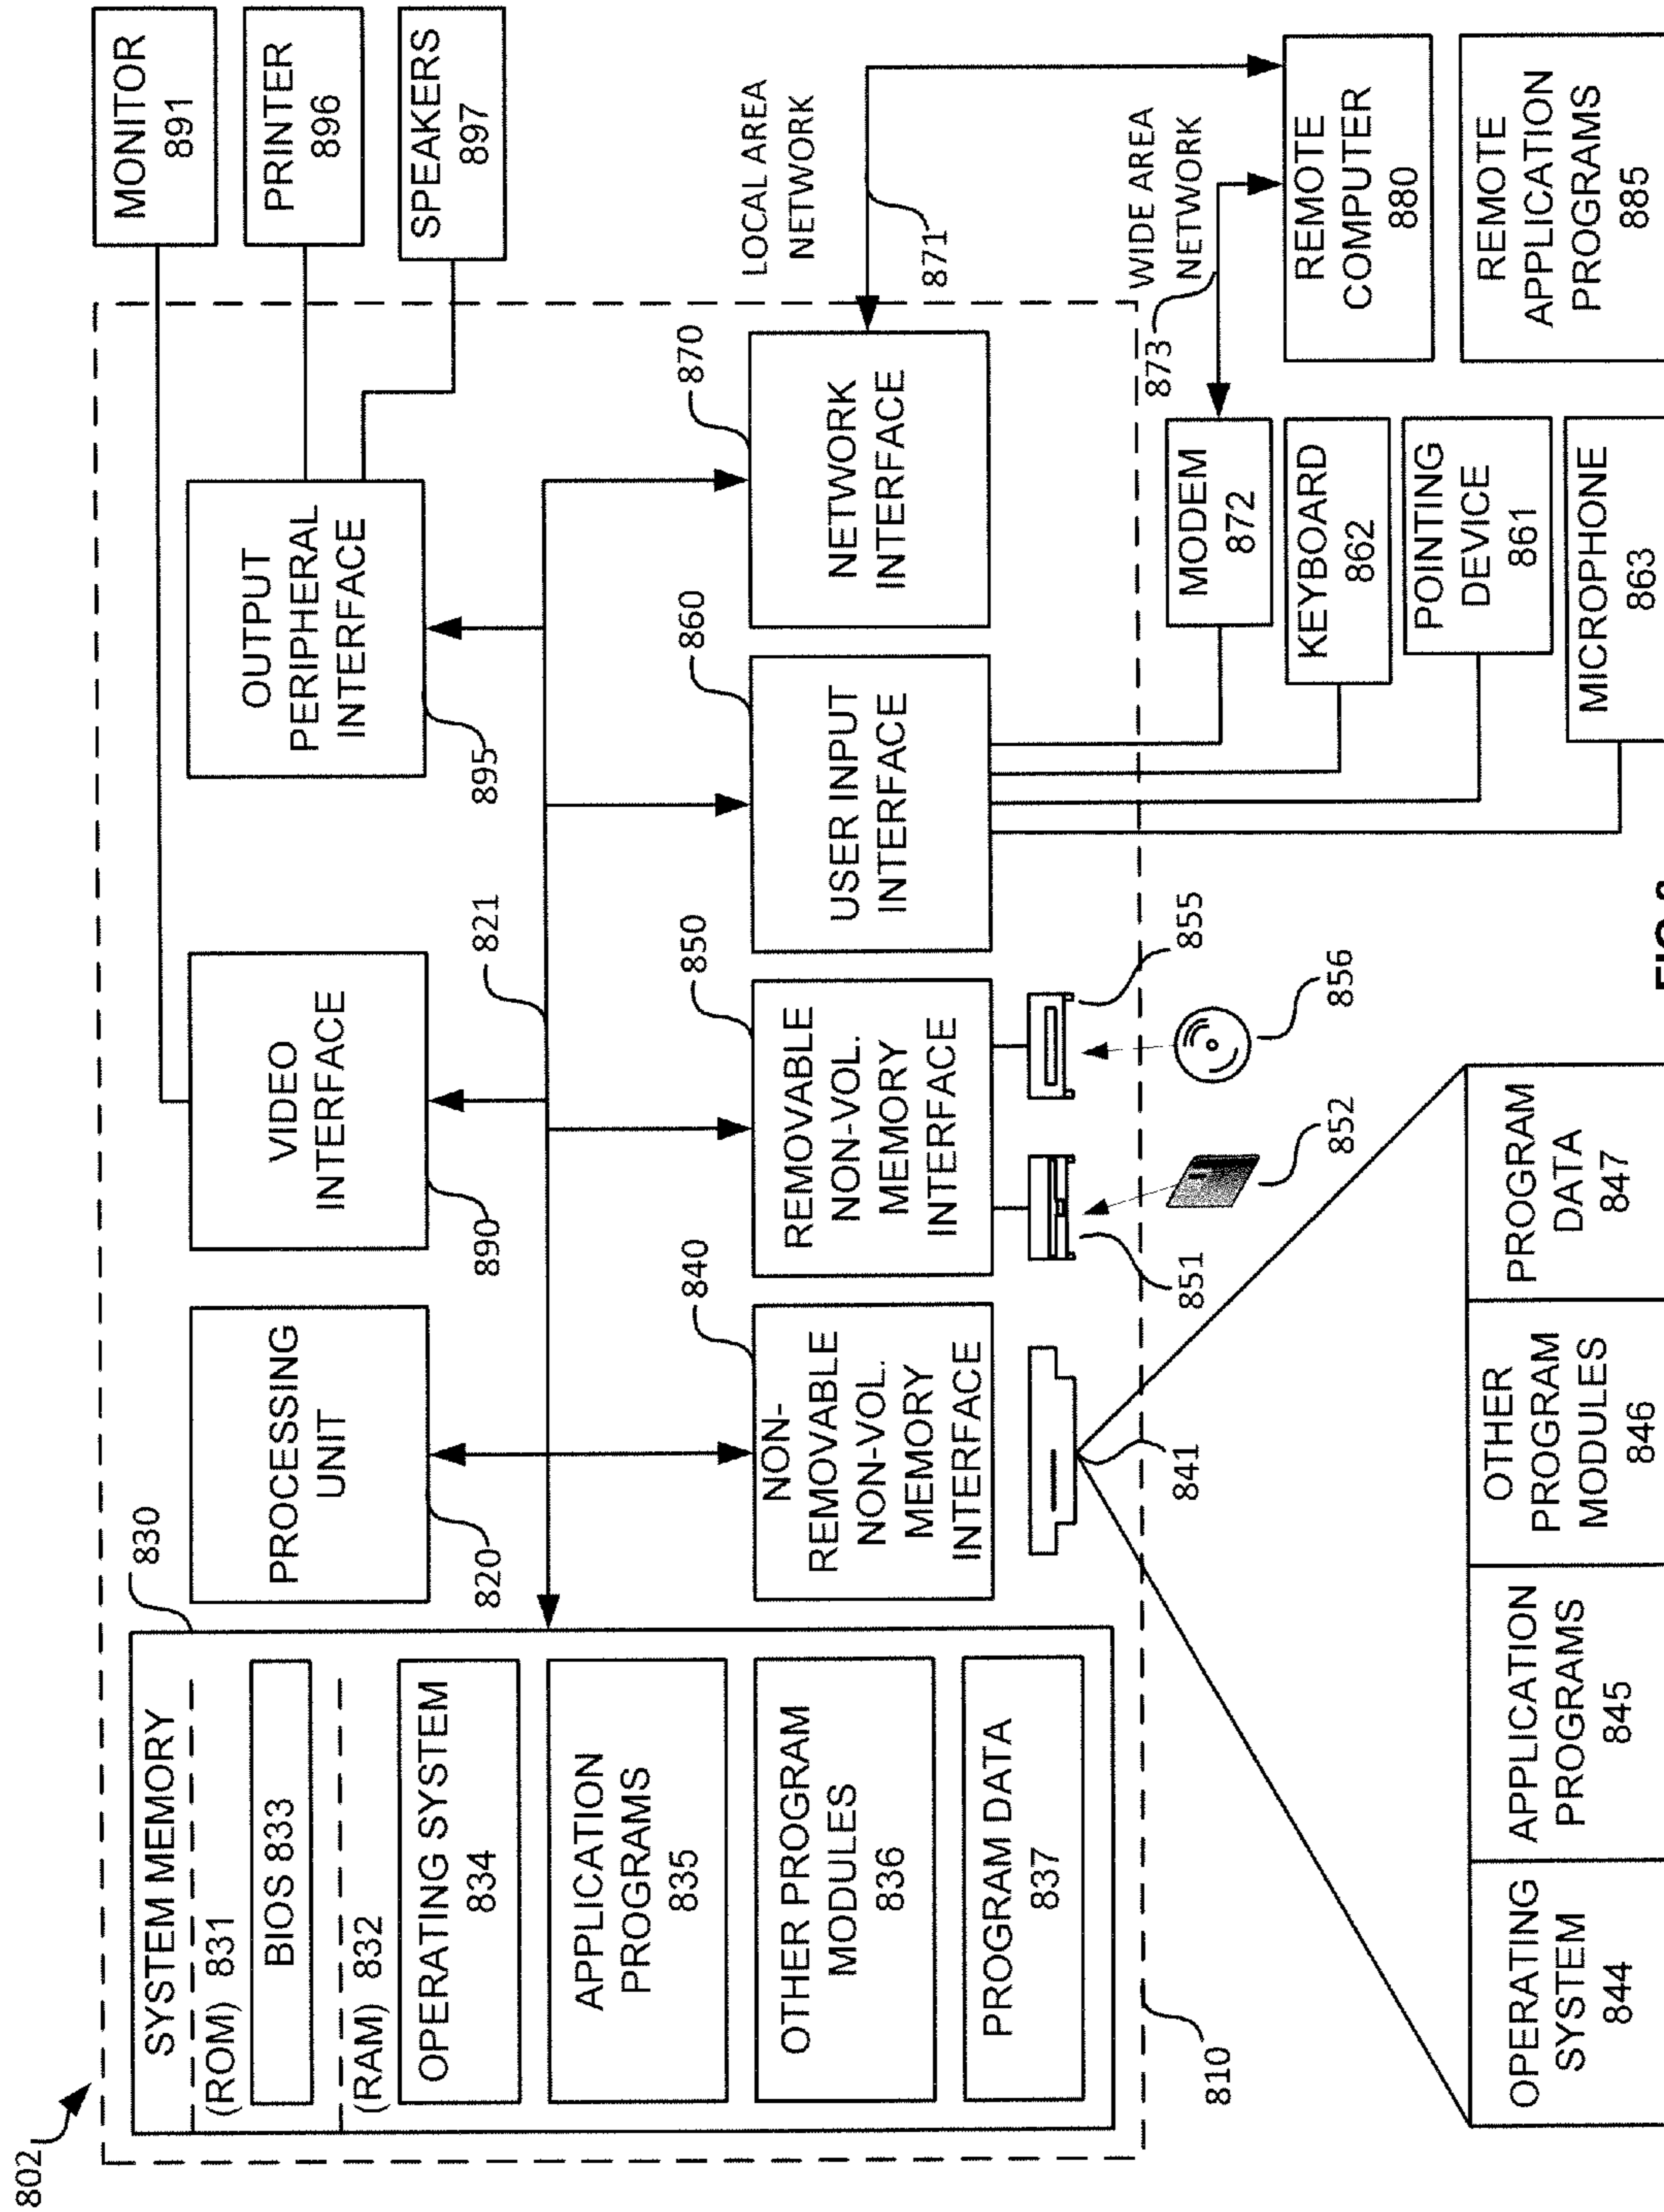 802
SYSTEM MEMORY
(ROM) 831
BIOS 833
(RAM) 832
OPERATING SYSTEM
834
APPLICATION
PROGRAMS
835
OTHER PROGRAM
MODULES
836
PROGRAM DATA
837
830
810
PROCESSING
UNIT
820
VIDEO
INTERFACE
890
821
OUTPUT
PERIPHERAL
INTERFACE
895
MONITOR
891
PRINTER
896
SPEAKERS
897
NON-
REMOVABLE
NON-VOL.
MEMORY
INTERFACE
840
REMOVABLE
NON-VOL.
MEMORY
INTERFACE
850
USER INPUT
INTERFACE
860
NETWORK
INTERFACE
870
LOCAL AREA
NETWORK
871
841
851
852
855
856
WIDE AREA
NETWORK
873
MODEM
872
KEYBOARD
862
POINTING
DEVICE
861
MICROPHONE
863
REMOTE
COMPUTER
880
REMOTE
APPLICATION
PROGRAMS
885
OPERATING
SYSTEM
844
APPLICATION
PROGRAMS
845
OTHER
PROGRAM
MODULES
846
PROGRAM
DATA
847